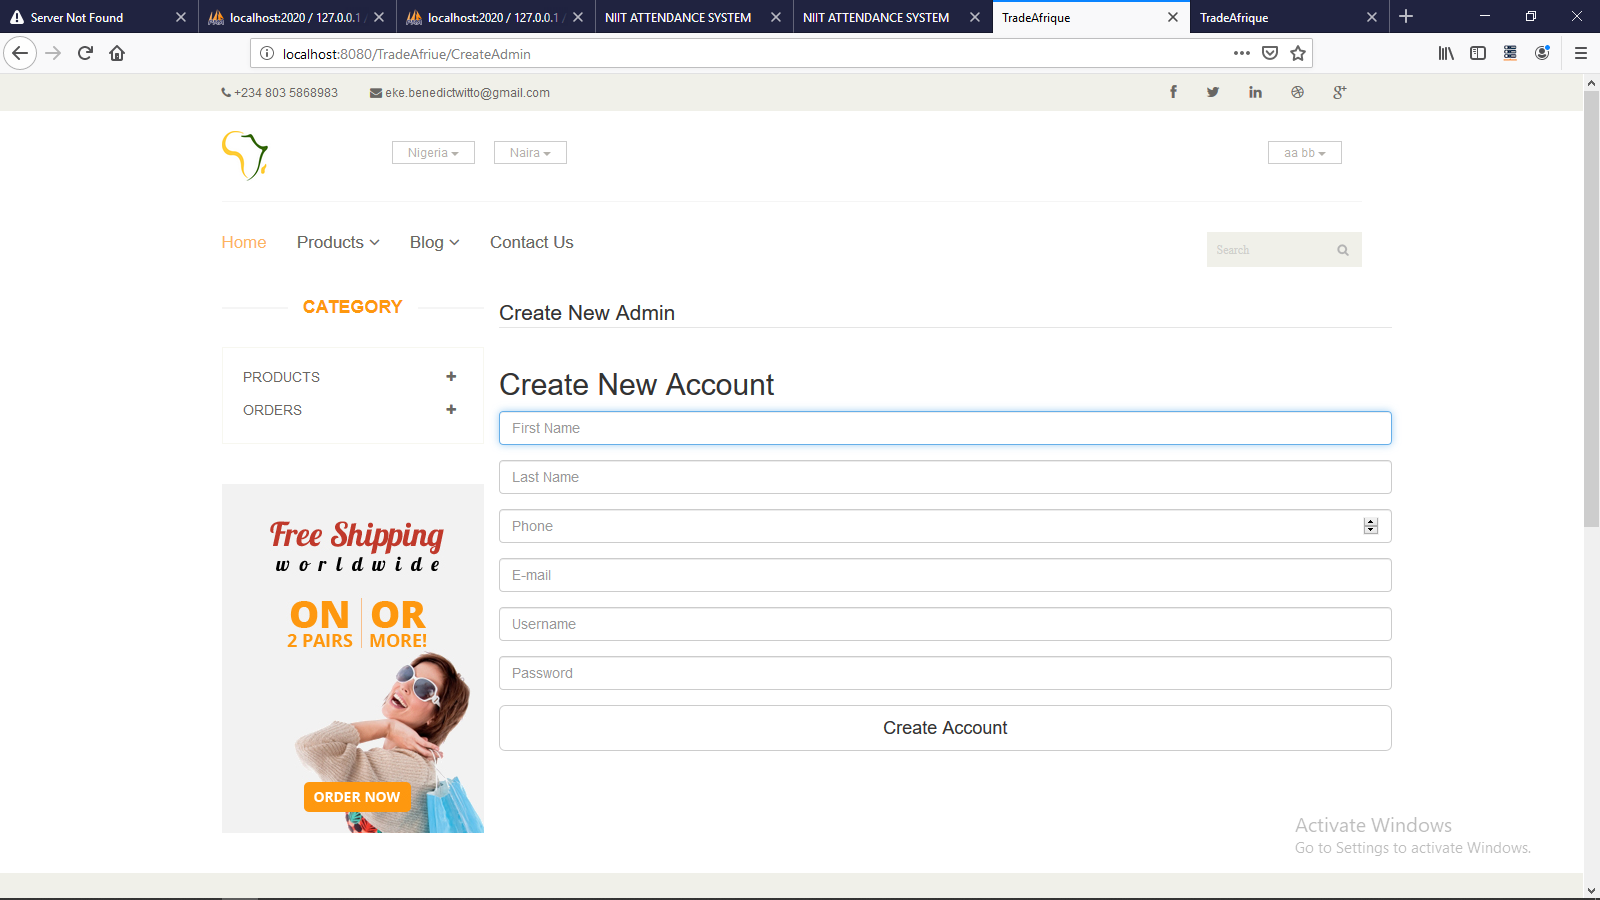 Server Not Found
localhost:2020 / 127.0.0.1 /
localhost:2020 / 127.0.0.1 /
NIIT ATTENDANCE SYSTEM
NIIT ATTENDANCE SYSTEM
TradeAfrique
TradeAfrique
localhost:8080/TradeAfriue/CreateAdmin
+234 803 5868983
eke.benedictwitto@gmail.com
Nigeria
Naira
aa bb
Home
Products
Blog
Contact Us
Search
CATEGORY
PRODUCTS
ORDERS
Free Shipping
worldwide
ON OR
2 PAIRS MORE!
ORDER NOW
Create New Admin
Create New Account
First Name
Last Name
Phone
E-mail
Username
Password
Create Account
Activate Windows
Go to Settings to activate Windows.